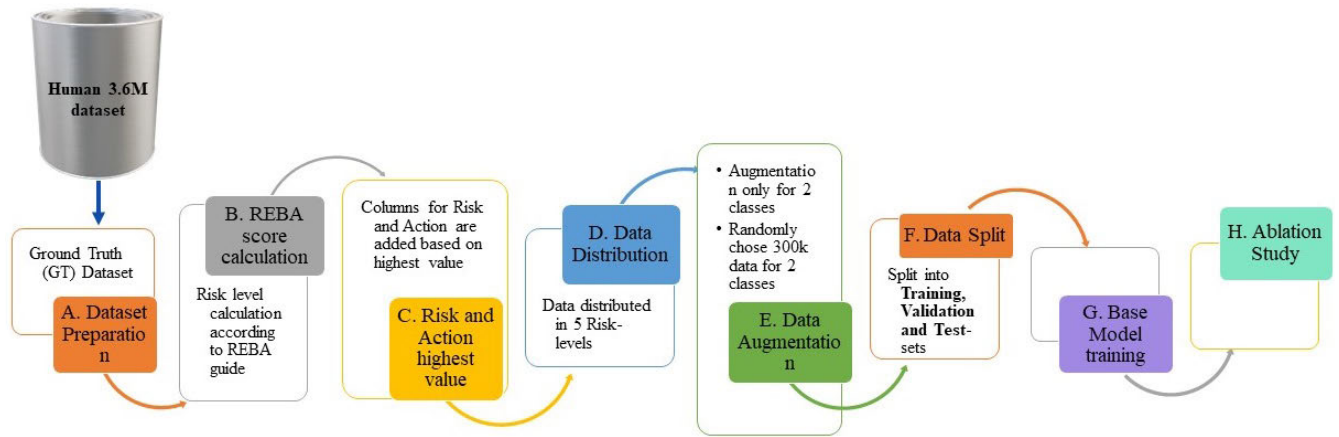 Human 3.6M
dataset
Ground Truth
(GT) Dataset
A. Dataset
Preparatio
n
B. REBA
score
calculation
Risk level
calculation
according
to REBA
guide
Columns for Risk
and Action are
added based on
highest value
C. Risk and
Action
highest
value
D. Data
Distribution
Data distributed
in 5 Risk-
levels
• Augmentatio
n only for 2
classes
• Randomly
chose 300k
data for 2
classes
E. Data
Augmentatio
n
F. Data Split
Split into
Training,
Validation
and Test-
sets
G. Base
Model
training
H. Ablation
Study